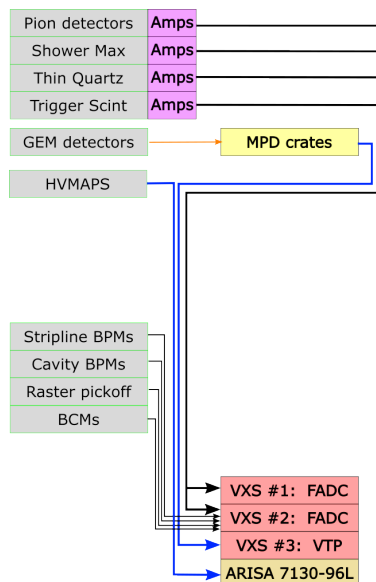 Pion detectors Amps
Shower Max Amps
Thin Quartz Amps
Trigger Scint Amps
GEM detectors MPD crates
HVMAPS
Stripline BPMs
Cavity BPMs
Raster pickoff
BCMs
VXS #1: FADC
VXS #2: FADC
VXS #3: VTP
ARISA 7130-96L